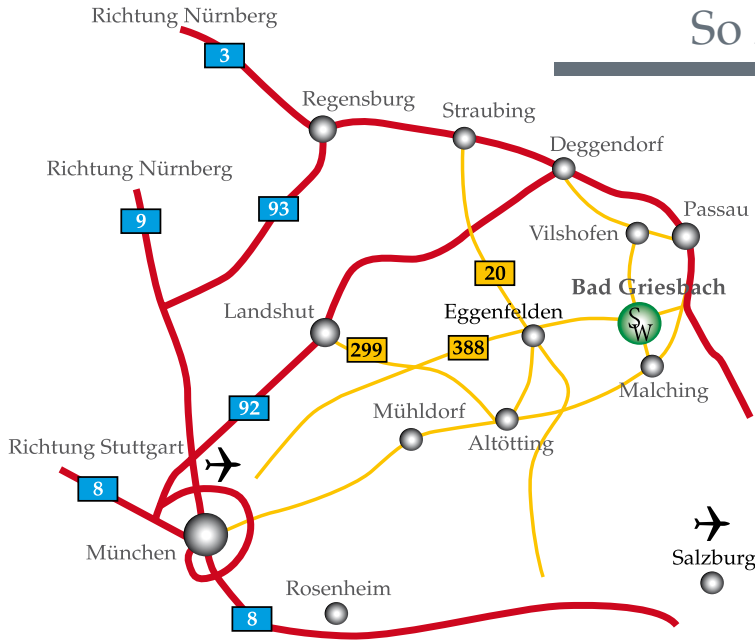 Richtung Nürnberg
So
3
Regensburg
Straubing
Deggendorf
Richtung Nürnberg
9
93
Passau
Vilshofen
20
Bad Griesbach
Landshut
Eggenfelden
S
W
299
388
Malching
92
Mühldorf
Altötting
Richtung Stuttgart
8
München
Salzburg
Rosenheim
8